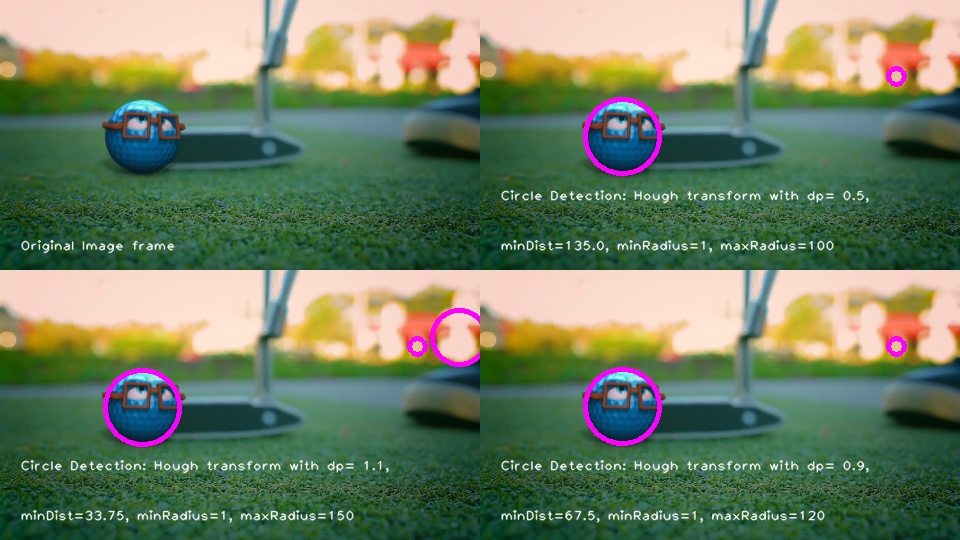 Original Image frame
Circle Detection: Hough transform with dp= 0.5,
minDist=135.0, minRadius=1, maxRadius=100
Circle Detection: Hough transform with dp= 1.1,
minDist=33.75, minRadius=1, maxRadius=150
Circle Detection: Hough transform with dp= 0.9,
minDist=67.5, minRadius=1, maxRadius=120